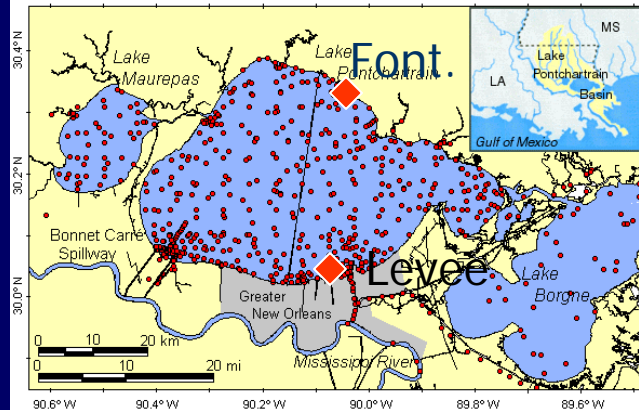 30.4°N
30.2°N
30.0°N
Lake
Maurepas
Lake
Pontchartrain
Font.
MS
LA
Lake
Pontchartrain
Basin
Gulf of Mexico
Bonnet Carré
Spillway
Levee
Lake
Borgne
Greater
New Orleans
Mississippi River
0 10 20 km
0 10 20 mi
90.6°W 90.4°W 90.2°W 90.0°W 89.8°W 89.6°W